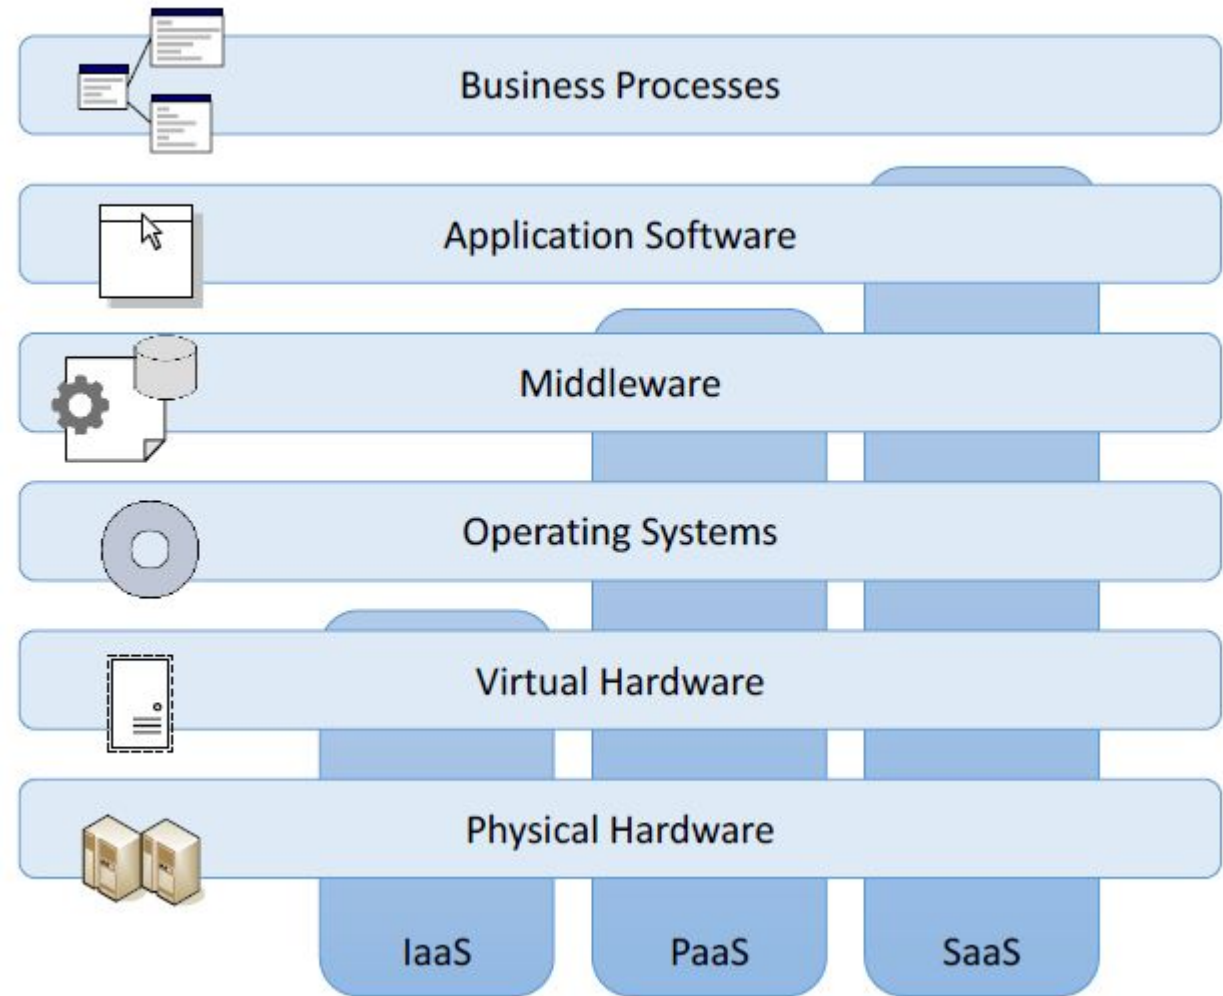 Business Processes
Application Software
Middleware
Operating Systems
Virtual Hardware
Physical Hardware
IaaS
PaaS
SaaS